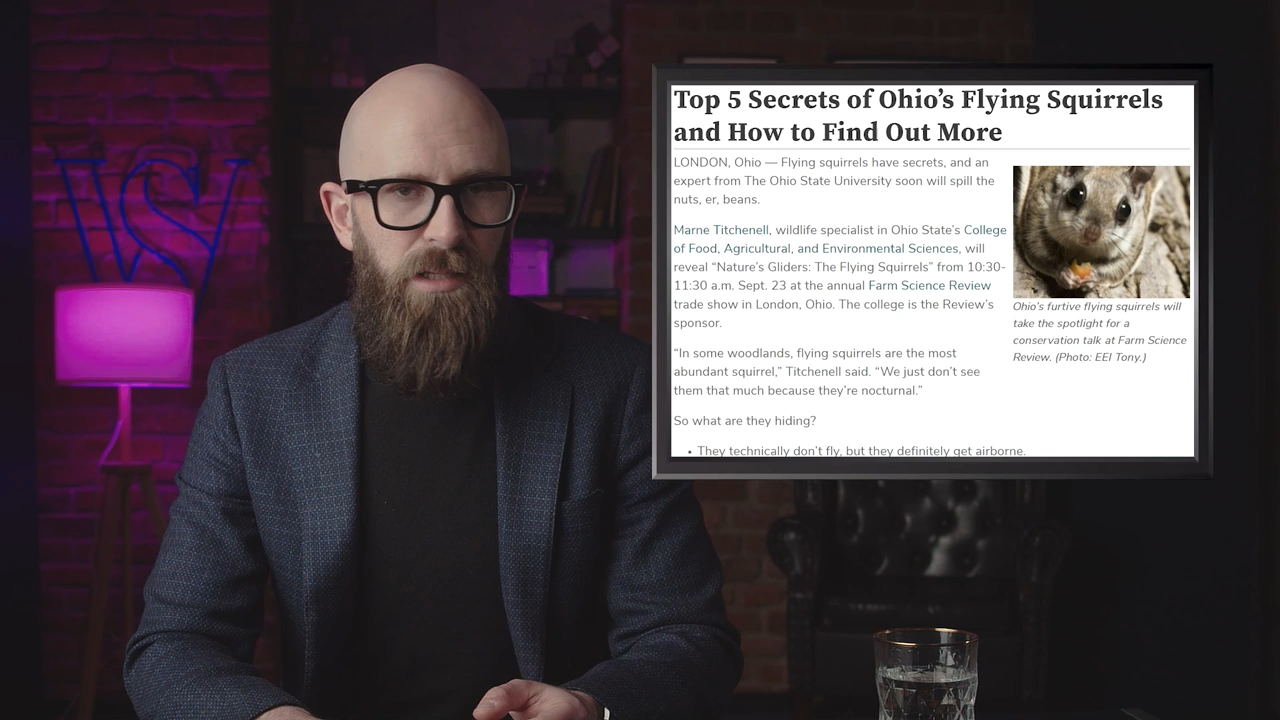 Top 5 Secrets of Ohio’s Flying Squirrels
and How to Find Out More
LONDON, Ohio — Flying squirrels have secrets, and an
expert from The Ohio State University soon will spill the
nuts, er, beans.
Marne Titchenell, wildlife specialist in Ohio State’s College
of Food, Agricultural, and Environmental Sciences, will
reveal “Nature’s Gliders: The Flying Squirrels” from 10:30-
11:30 a.m. Sept. 23 at the annual Farm Science Review
trade show in London, Ohio. The college is the Review’s
sponsor.
“In some woodlands, flying squirrels are the most
abundant squirrel,” Titchenell said. “We just don’t see
them that much because they’re nocturnal.”
So what are they hiding?
• They technically don’t fly, but they definitely get airborne.
Ohio’s furtive flying squirrels will
take the spotlight for a
conservation talk at Farm Science
Review. (Photo: EEI Tony.)
WS